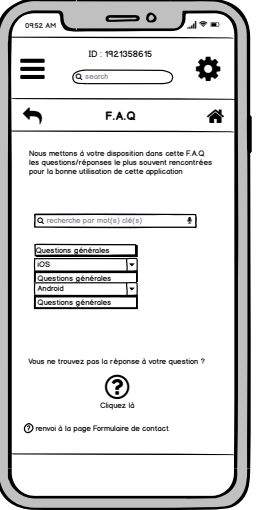 09:52 AM
ID : 1921358615
search
F.A.Q
Nous mettons à votre disposition dans cette F.A.Q
les questions/réponses le plus souvent rencontrées
pour la bonne utilisation de cette application
recherche par mot(s) clé(s)
Questions générales
iOS
Questions générales
Android
Questions générales
Vous ne trouvez pas la réponse à votre question ?
?
Cliquez là
? renvoi à la page Formulaire de contact